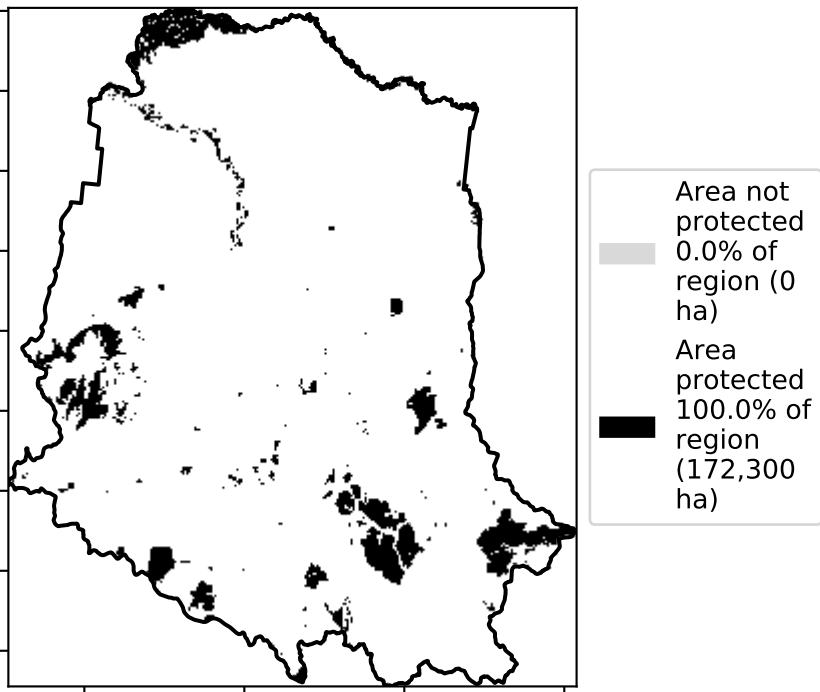 Area not
protected
0.0% of
region (0
ha)
Area
protected
100.0% of
region
(172,300
ha)